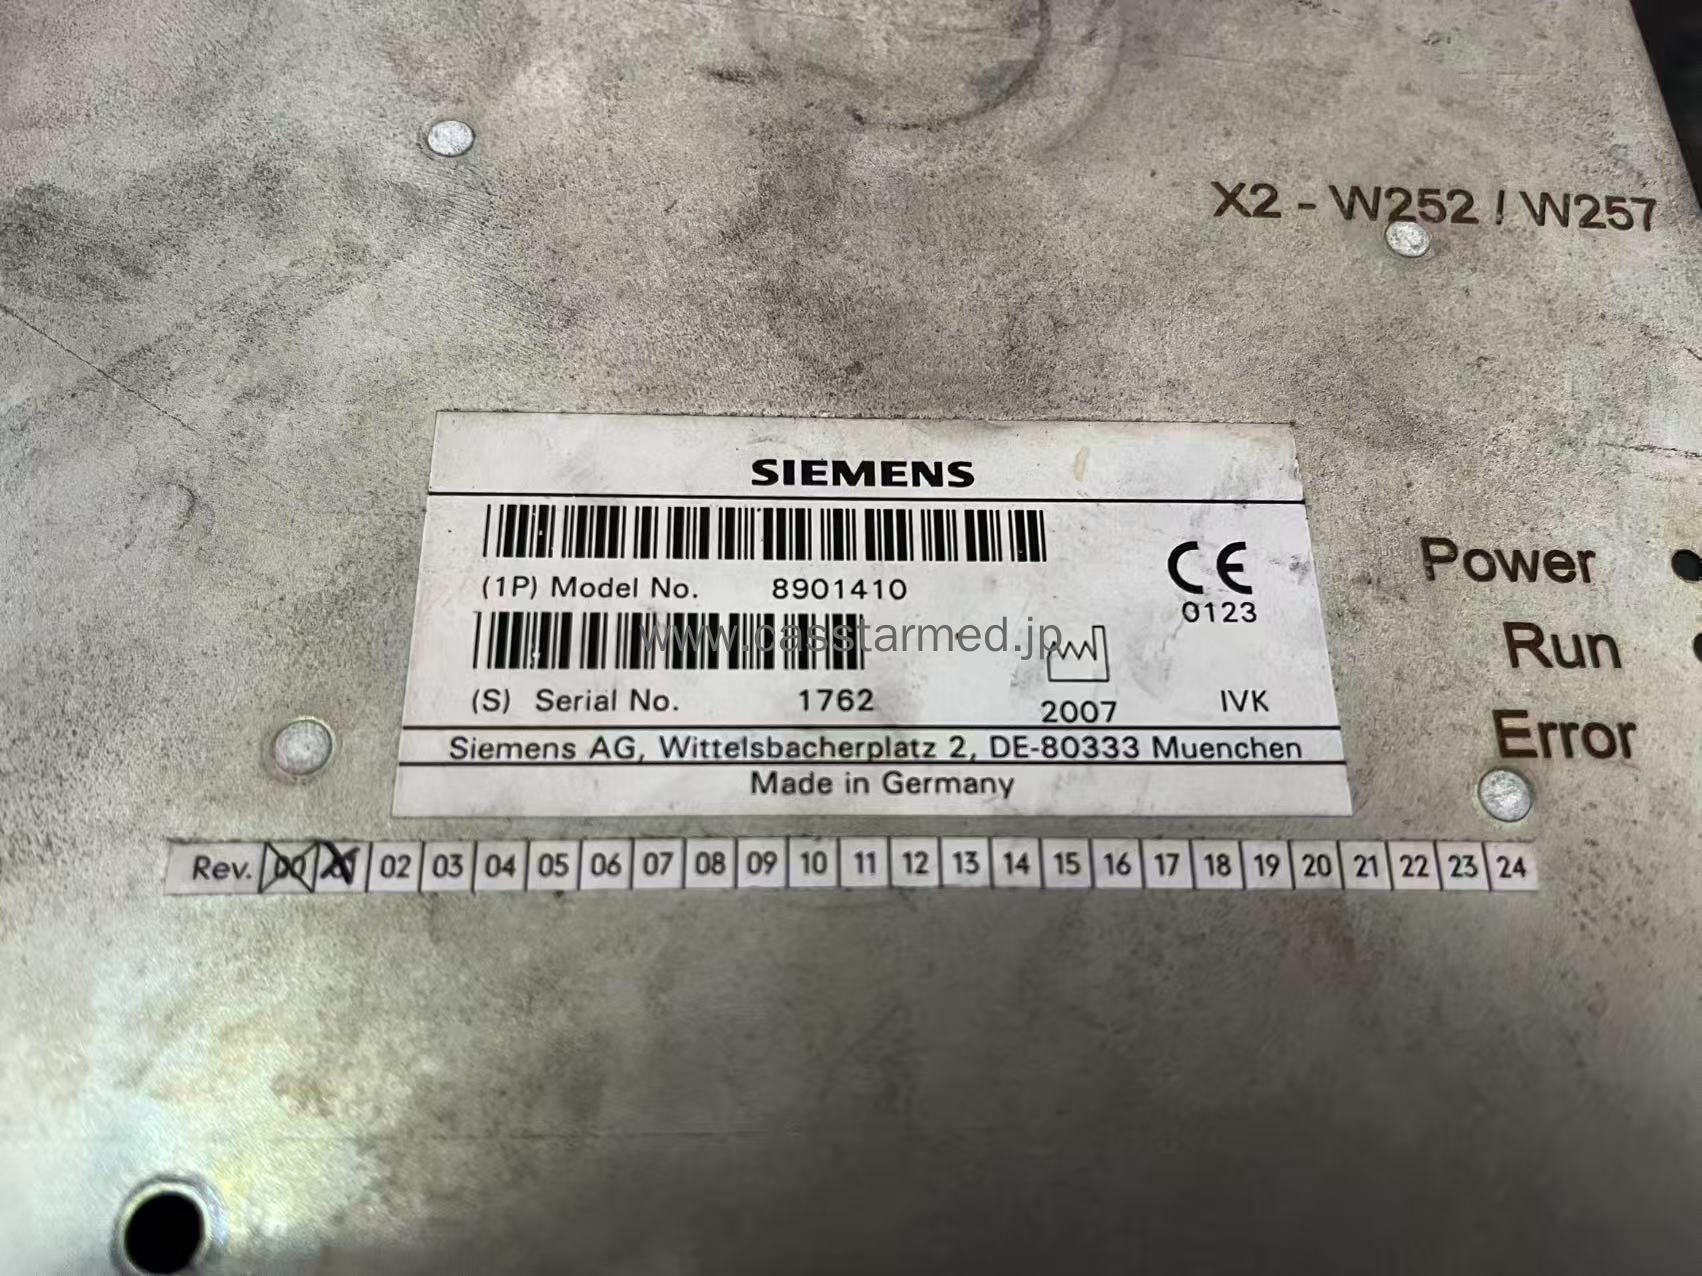 X2 - W252 ! W257
SIEMENS
(1P) Model No. 8901410
CE
0123
www.casstarmed.jp
(S) Serial No. 1762
2007
IVK
Siemens AG, Wittelsbacherplatz 2, DE-80333 Muenchen
Made in Germany
Power
Run
Error
Rev. 00 01 02 03 04 05 06 07 08 09 10 11 12 13 14 15 16 17 18 19 20 21 22 23 24